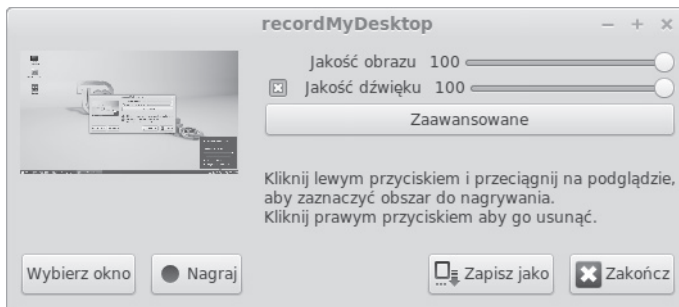 recordMyDesktop
Jakość obrazu 100
Jakość dźwięku 100
Zaawansowane
Kliknij lewym przyciskiem i przeciągnij na podglądzie,
aby zaznaczyć obszar do nagrywania.
Kliknij prawym przyciskiem aby go usunąć.
Wybierz okno
Nagraj
Zapisz jako
Zakończ